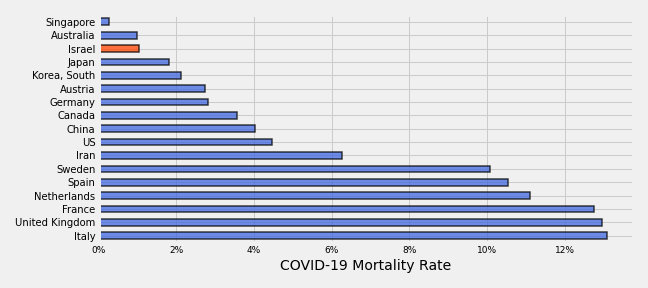 Singapore
Australia
Israel
Japan
Korea, South
Austria
Germany
Canada
China
US
Iran
Sweden
Spain
Netherlands
France
United Kingdom
Italy
0% 2% 4% 6% 8% 10% 12%
COVID-19 Mortality Rate